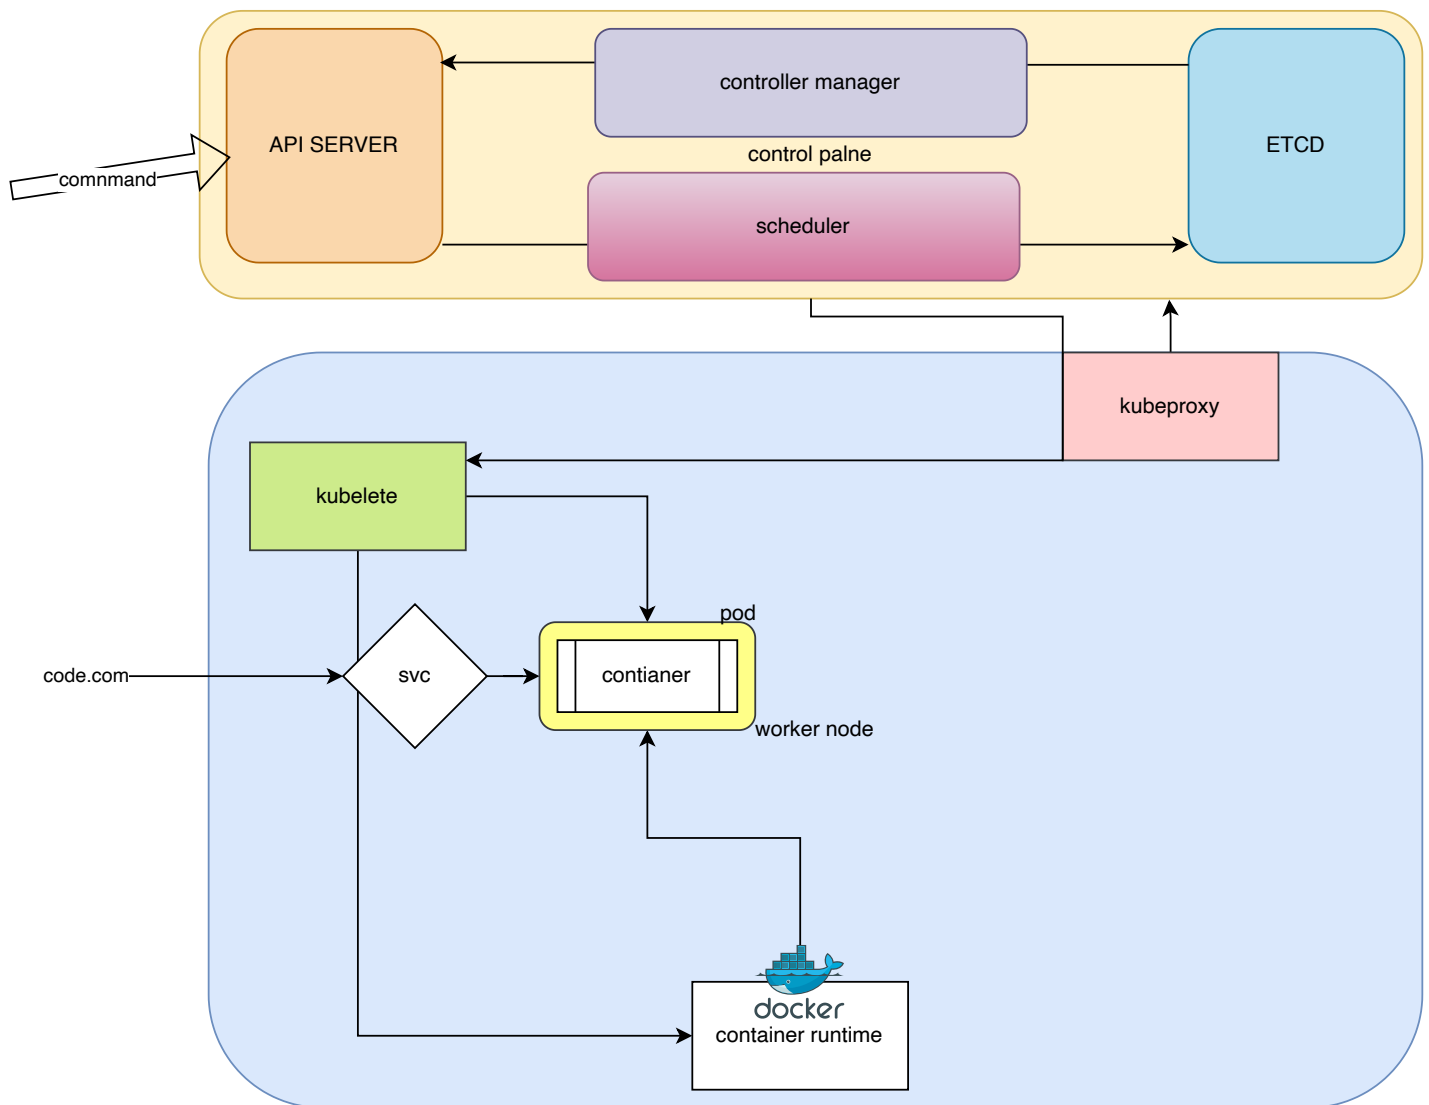 controller manager
API SERVER
ETCD
control palne
comnmand
scheduler
kubeproxy
kubelete
pod
code.com
svc
contianer
worker node
docker
container runtime